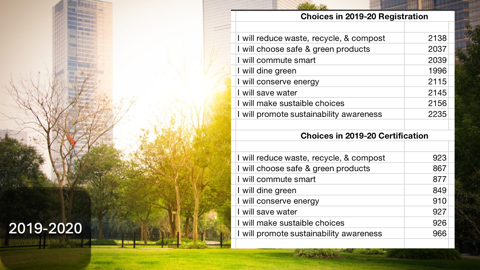 Choices in 2019-20 Registration
I will reduce waste, recycle, & compost 2138
I will choose safe & green products 2037
I will commute smart 2039
I will dine green 1996
I will conserve energy 2115
I will save water 2145
I will make sustaible choices 2156
I will promote sustainability awareness 2235
Choices in 2019-20 Certification
I will reduce waste, recycle, & compost 923
I will choose safe & green products 867
I will commute smart 877
I will dine green 849
I will conserve energy 910
I will save water 927
I will make sustaible choices 926
I will promote sustainability awareness 966
2019-2020